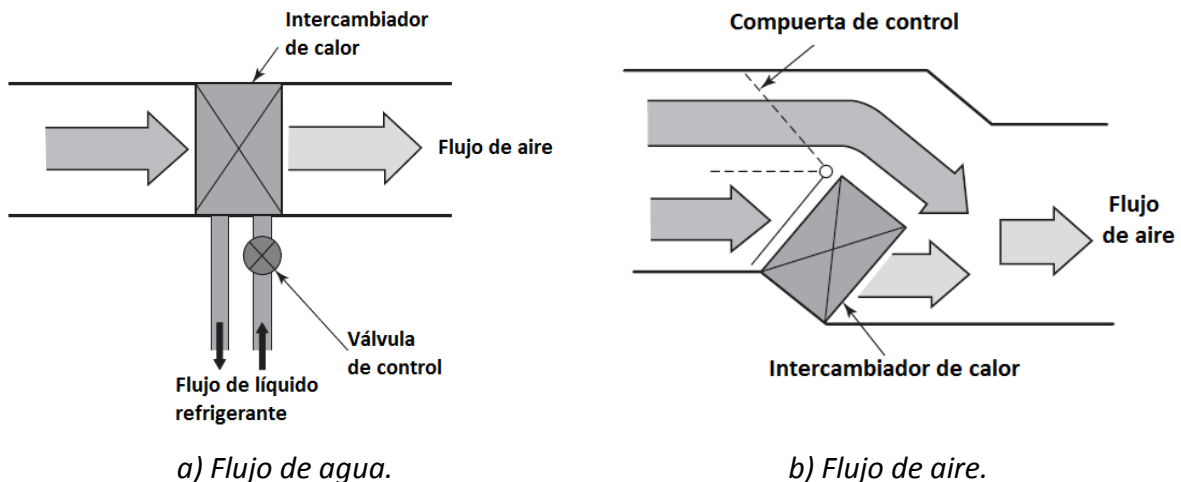 Intercambiador
de calor
Flujo de aire
Válvula
de control
Flujo de líquido
refrigerante
a) Flujo de agua.
Compuerta de control
Flujo
de aire
Intercambiador de calor
b) Flujo de aire.